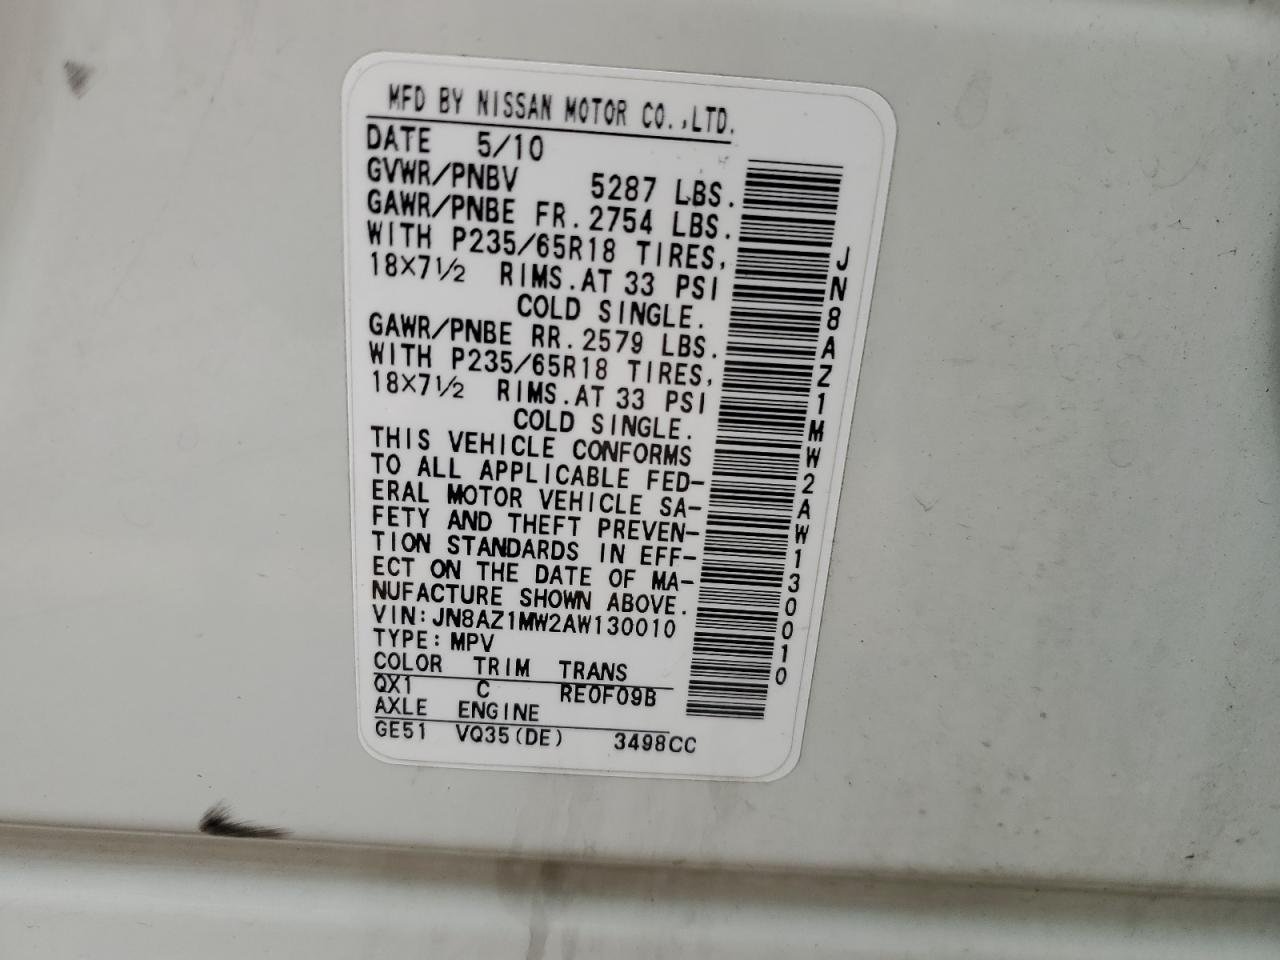 MFD BY NISSAN MOTOR CO.,LTD.
DATE 5/10
GVWR/PNBV 5287 LBS.
GAWR/PNBE FR. 2754 LBS.
WITH P235/65R18 TIRES,
18×7½ RIMS. AT 33 PSI
COLD SINGLE.
GAWR/PNBE RR. 2579 LBS.
WITH P235/65R18 TIRES,
18×7½ RIMS. AT 33 PSI
COLD SINGLE.
THIS VEHICLE CONFORMS
TO ALL APPLICABLE FED-
ERAL MOTOR VEHICLE SA-
FETY AND THEFT PREVEN-
TION STANDARDS IN EFF-
ECT ON THE DATE OF MA-
NUFACTURE SHOWN ABOVE.
VIN: JN8AZ1MW2AW130010
TYPE: MPV
COLOR TRIM TRANS
QX1 C RE0F09B
AXLE ENGINE
GE51 VQ35(DE) 3498CC
JN8AZ1MW2AW130010